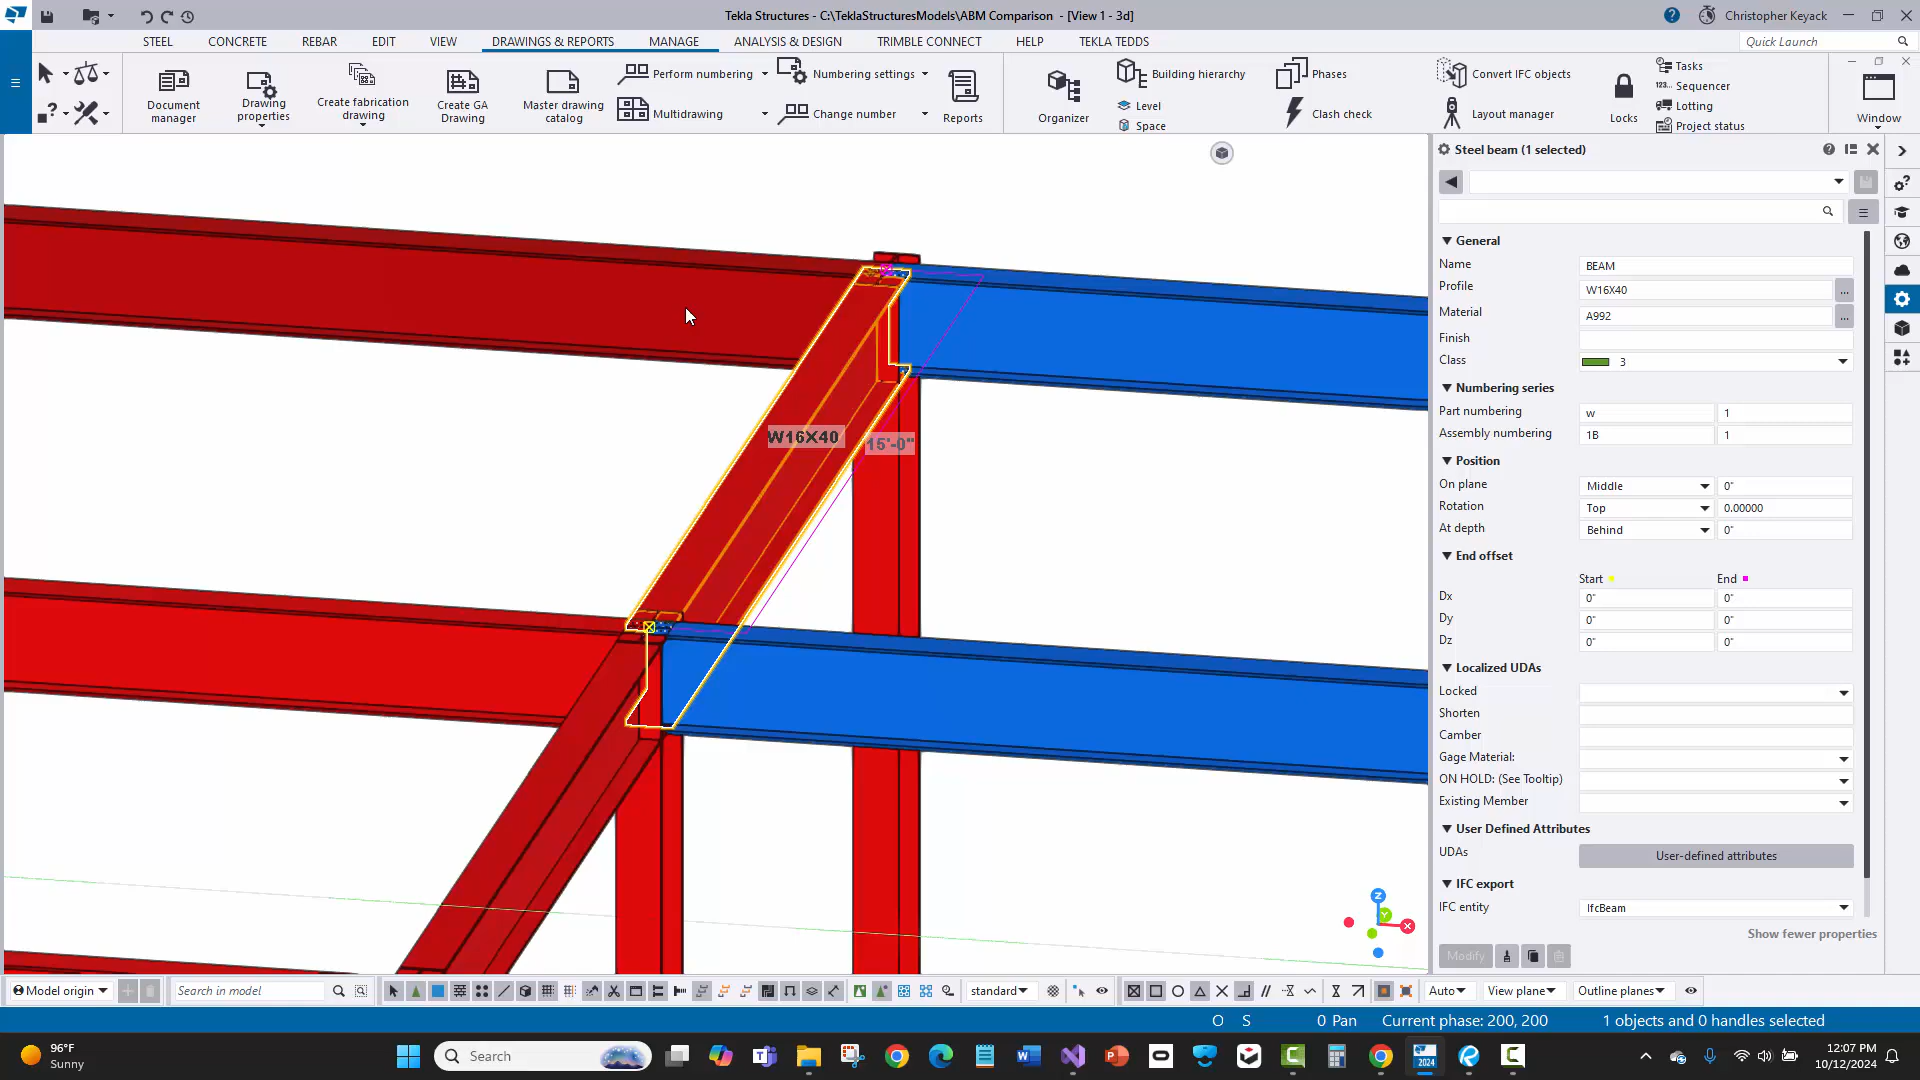 Tekla Structures - C:\TeklaStructuresModels\ABM Comparison - [View 1 - 3d]
Christopher Keyack
STEEL CONCRETE REBAR EDIT VIEW DRAWINGS & REPORTS MANAGE ANALYSIS & DESIGN TRIMBLE CONNECT HELP TEKLA TEDDS
Quick Launch
Document manager
Drawing properties
Create fabrication drawing
Create GA Drawing
Master drawing catalog
Perform numbering
Multidrawing
Numbering settings
Change number
Reports
Organizer
Building hierarchy
Level
Space
Phases
Clash check
Convert IFC objects
Layout manager
Locks
Tasks
Sequencer
Lotting
Project status
Window
W16X40
15'-0"
Steel beam (1 selected)
General
Name BEAM
Profile W16X40 ...
Material A992 ...
Finish
Class 3
Numbering series
Part numbering w 1
Assembly numbering 1B 1
Position
On plane Middle 0"
Rotation Top 0.00000
At depth Behind 0"
End offset
Start End
Dx 0" 0"
Dy 0" 0"
Dz 0" 0"
Localized UDAs
Locked
Shorten
Camber
Gage Material:
ON HOLD: (See Tooltip)
Existing Member
User Defined Attributes
UDAs User-defined attributes
IFC export
IFC entity IfcBeam
Show fewer properties
Modify
Z
Y
X
Model origin
Search in model
standard
Auto
View plane
Outline planes
O S 0 Pan Current phase: 200, 200 1 objects and 0 handles selected
96°F
Sunny
Search
2024
12:07 PM
10/12/2024